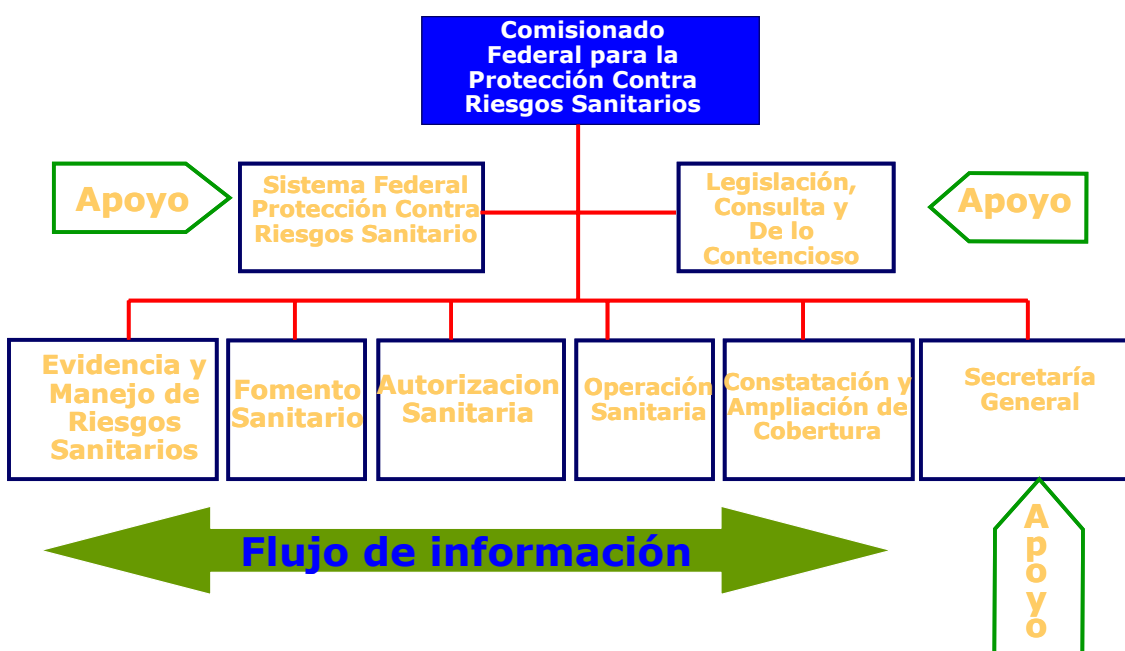 Comisionado
Federal para la
Protección Contra
Riesgos Sanitarios
Apoyo
Sistema Federal
Protección Contra
Riesgos Sanitario
Legislación,
Consulta y
De lo
Contencioso
Apoyo
Evidencia y
Manejo de
Riesgos
Sanitarios
Fomento
Sanitario
Autorizacion
Sanitaria
Operación
Sanitaria
Constatación y
Ampliación de
Cobertura
Secretaría
General
Flujo de información
Apoyo